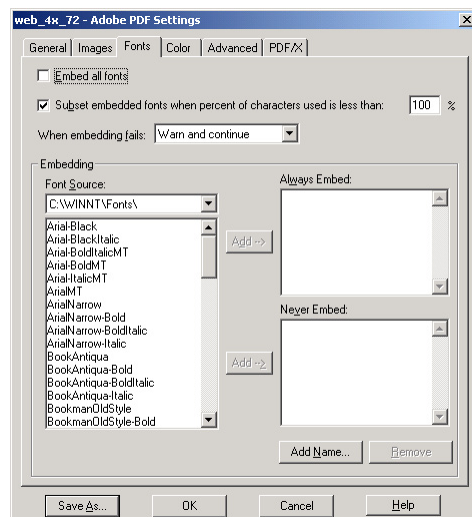 web_4x_72 - Adobe PDF Settings
General Images Fonts Color Advanced PDF/X
Embed all fonts
Subset embedded fonts when percent of characters used is less than: 100 %
When embedding fails: Warn and continue
Embedding
Font Source:
C:\WINNT\Fonts\
Arial-Black
Arial-BlackItalic
Arial-BoldItalicMT
Arial-BoldMT
Arial-ItalicMT
ArialMT
ArialNarrow
ArialNarrow-Bold
ArialNarrow-BoldItalic
ArialNarrow-Italic
BookAntiqua
BookAntiqua-Bold
BookAntiqua-BoldItalic
BookAntiqua-Italic
BookmanOldStyle
BookmanOldStyle-Bold
Add -->
Add -->
Always Embed:
Never Embed:
Add Name... Remove
Save As... OK Cancel Help